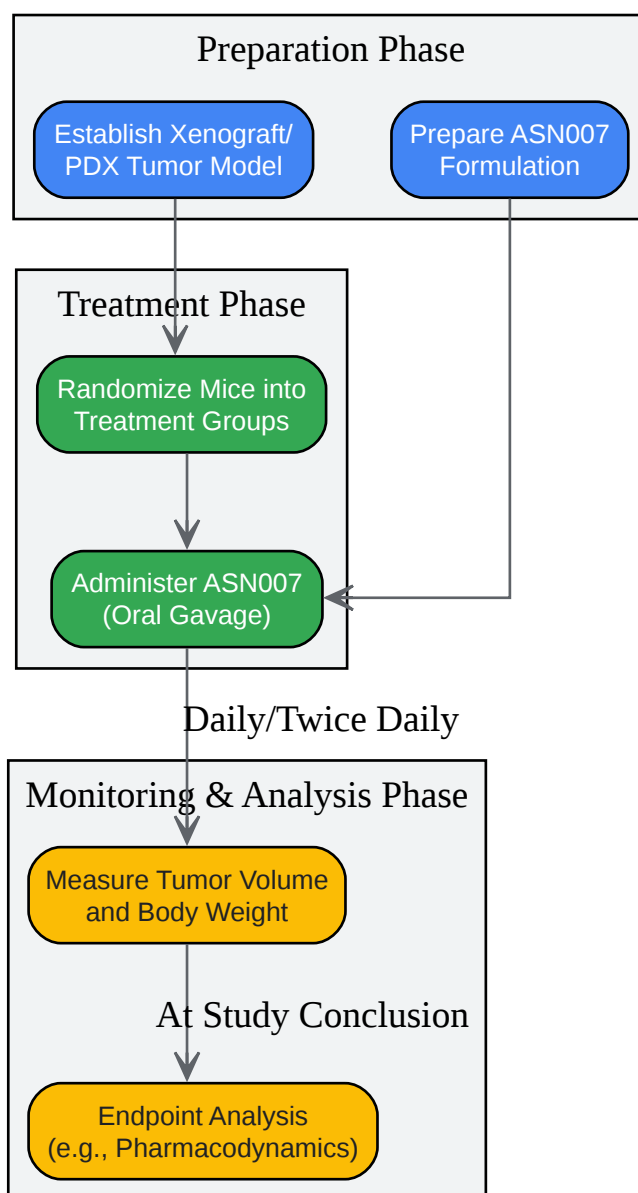 Preparation Phase
Establish Xenograft/
PDX Tumor Model
Prepare ASN007
Formulation
Treatment Phase
Randomize Mice into
Treatment Groups
Administer ASN007
(Oral Gavage)
Daily/Twice Daily
Monitoring & Analysis Phase
Measure Tumor Volume
and Body Weight
At Study Conclusion
Endpoint Analysis
(e.g., Pharmacodynamics)